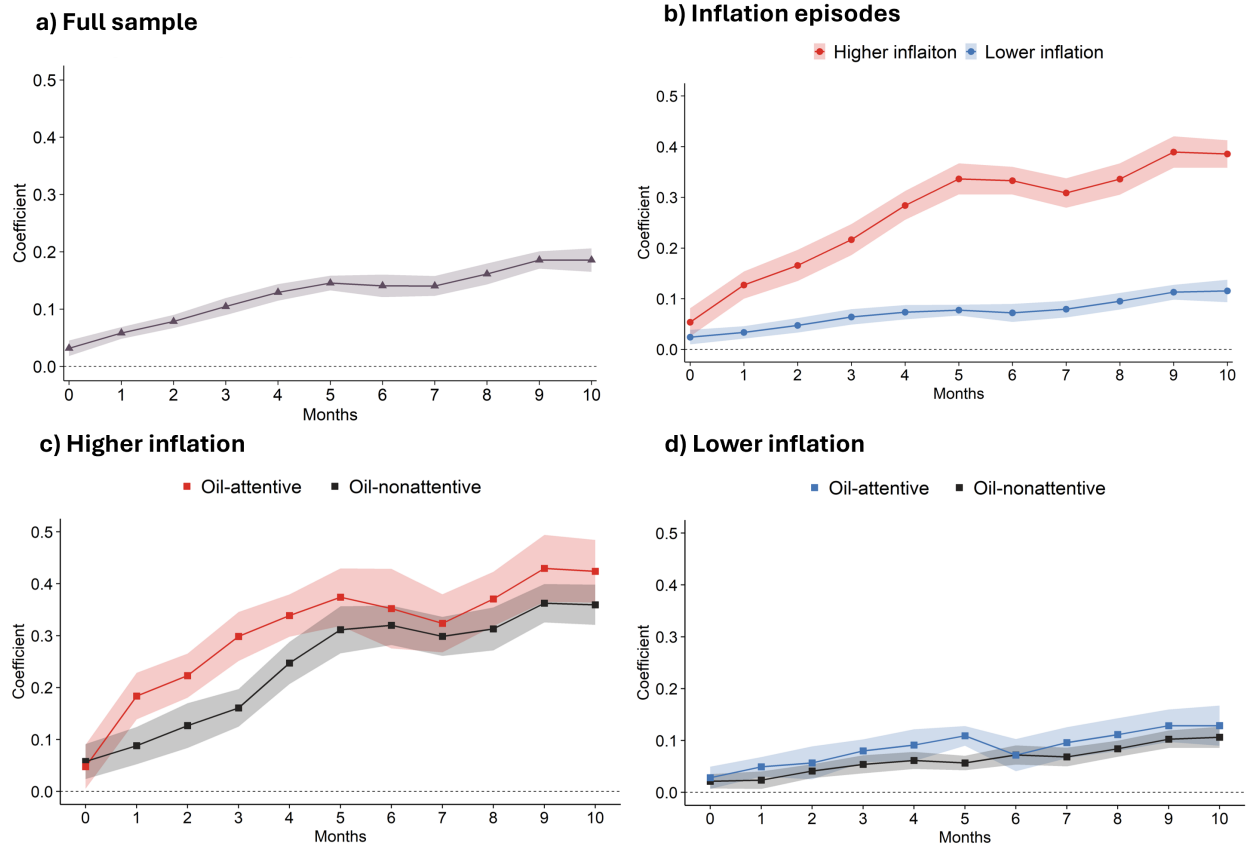 a) Full sample
0.5
0.4
0.3
0.2
0.1
0.0
Coefficient
0 1 2 3 4 5 6 7 8 9 10
Months
b) Inflation episodes
Higher inflaiton Lower inflation
0.5
0.4
0.3
0.2
0.1
0.0
Coefficient
0 1 2 3 4 5 6 7 8 9 10
Months
c) Higher inflation
Oil-attentive Oil-nonattentive
0.5
0.4
0.3
0.2
0.1
0.0
Coefficient
0 1 2 3 4 5 6 7 8 9 10
Months
d) Lower inflation
Oil-attentive Oil-nonattentive
0.5
0.4
0.3
0.2
0.1
0.0
Coefficient
0 1 2 3 4 5 6 7 8 9 10
Months